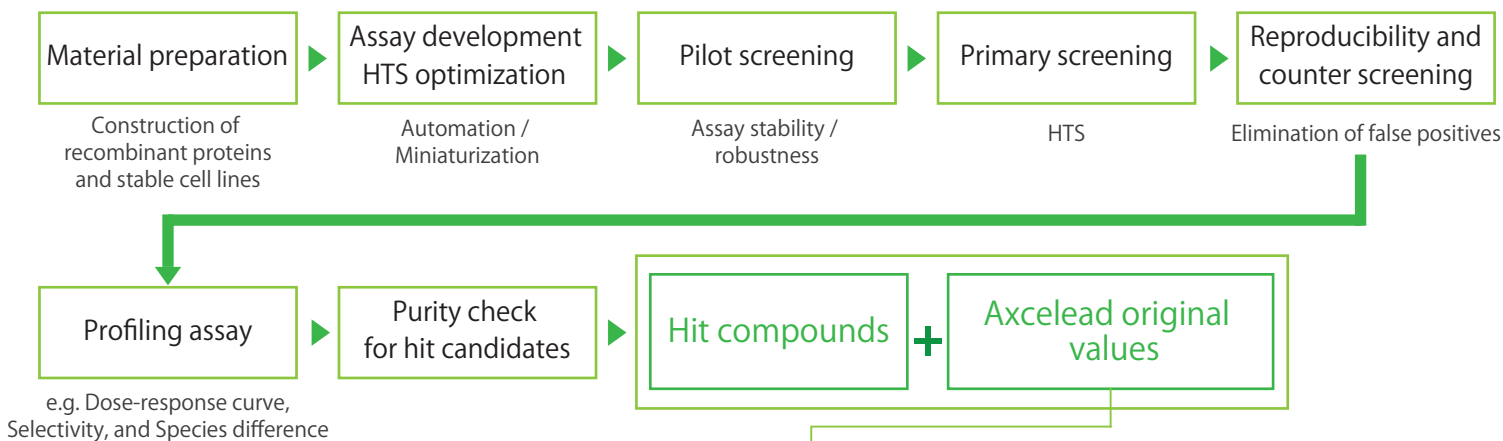 Material preparation
Construction of
recombinant proteins
and stable cell lines
Assay development
HTS optimization
Automation /
Miniaturization
Pilot screening
Assay stability /
robustness
Primary screening
HTS
Reproducibility and
counter screening
Elimination of false positives
Profiling assay
e.g. Dose-response curve,
Selectivity, and Species difference
Purity check
for hit candidates
Hit compounds
+
Axcelead original
values